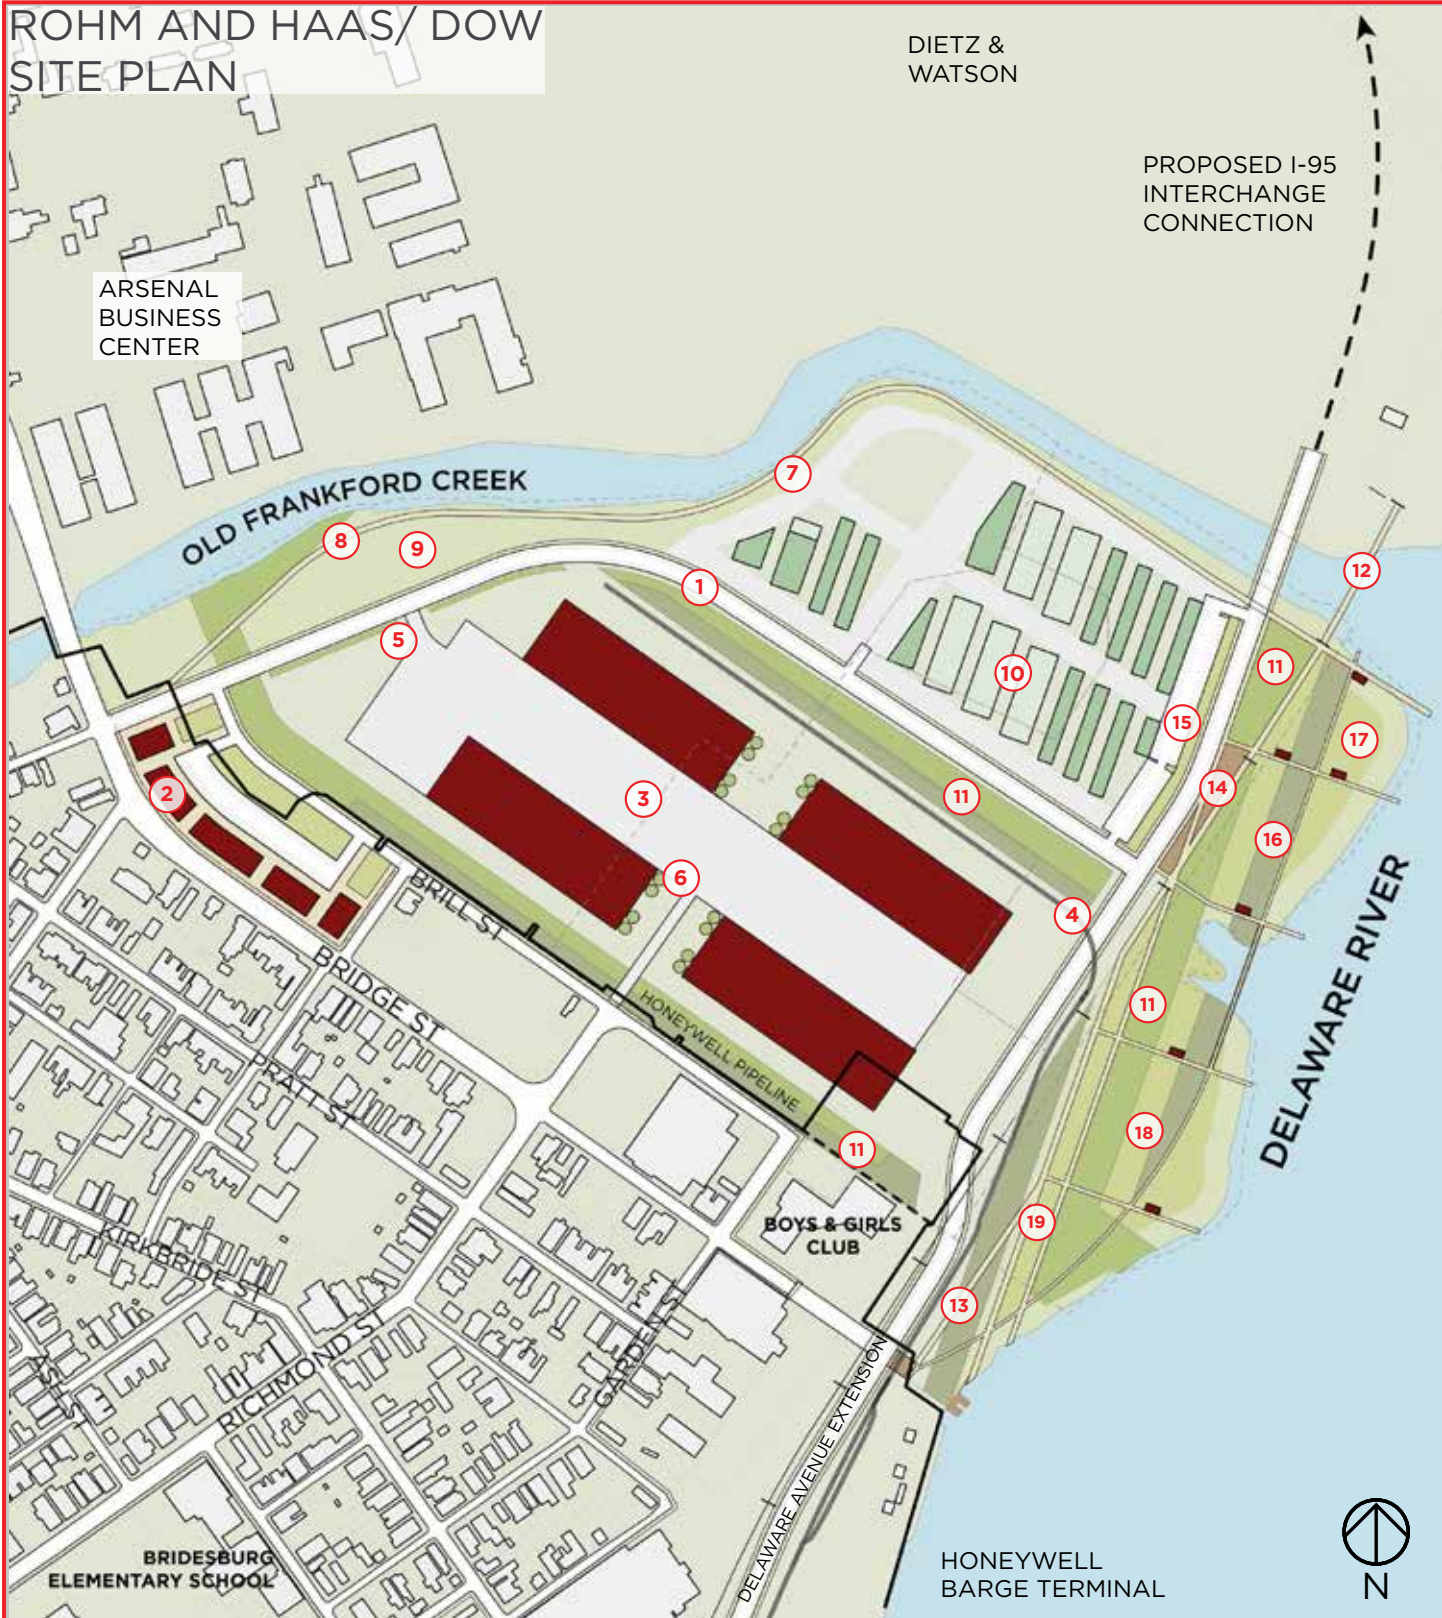 ROHM AND HAAS/ DOW
SITE PLAN
DIETZ &
WATSON
PROPOSED I-95
INTERCHANGE
CONNECTION
ARSENAL
BUSINESS
CENTER
OLD FRANKFORD CREEK
7
8
9
12
1
5
11
10
15
17
2
3
14
11
16
6
4
BRILL ST
BRIDGE ST
HONEYWELL PIPELINE
11
DELAWARE RIVER
PRATT ST
18
11
BOYS & GIRLS
CLUB
19
KIRKBRIDE ST
13
GARDEN ST
RICHMOND ST
ASH ST
DELAWARE AVENUE EXTENSION
BRIDESBURG
ELEMENTARY SCHOOL
HONEYWELL
BARGE TERMINAL
N